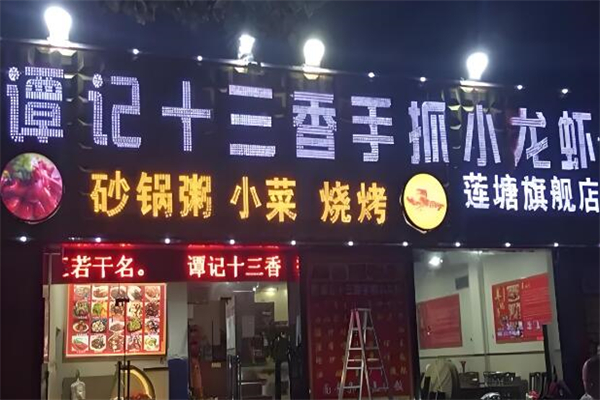 谭记十三香手抓小龙虾
砂锅粥 小菜 烧烤
莲塘旗舰店
若干名。 谭记十三香